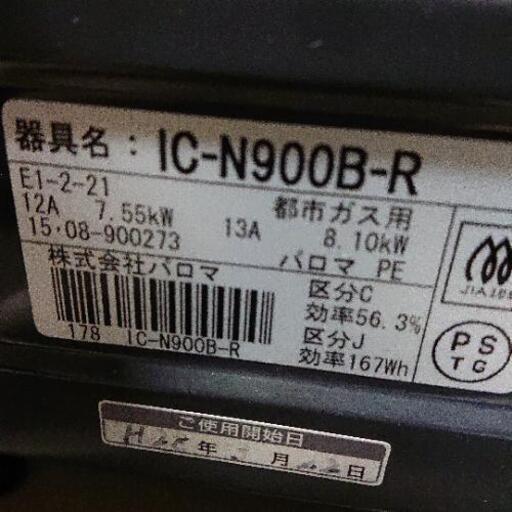 器具名： IC-N900B-R
E1-2-21 都市ガス用
12A 7.55kW 13A 8.10kW
15・08-900273
株式会社パロマ パロマ PE
区分C
効率56.3%
区分J
効率167Wh
178 IC-N900B-R
PS
TC
ご使用開始日
年 月 日